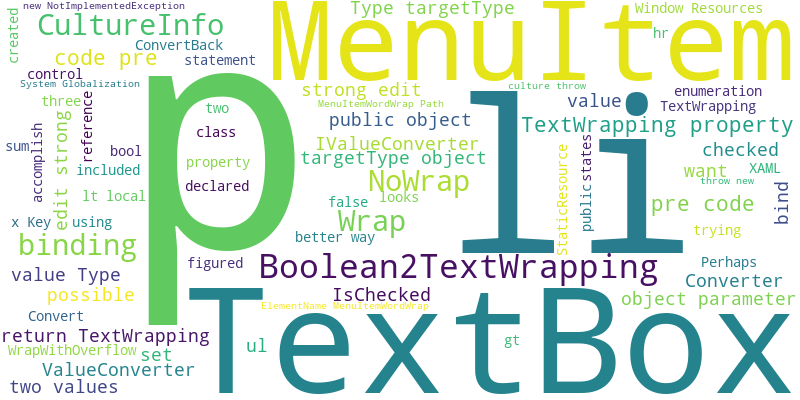 new NotImplementedException
created
CultureInfo
MenuItem
Type targetType
Window Resources
hr
ConvertBack
code pre
statement
control
System Globalization
three
reference
strong edit
MenuItemWordWrap Path
culture throw
enumeration
value
TextWrapping
p
two
class
public object
li
TextWrapping property
accomplish
edit strong
sum
bool
property
IValueConverter
targetType object
StaticResource
states
checked
included
declared
NoWrap
want
XAML
throw new
lt local
false
looks
public
pre code
bind
x Key
using
Wrap
trying
better way
binding
figured
Boolean2TextWrapping
Perhaps
value Type
Converter
possible
TextBox
IsChecked
object parameter
ElementName MenuItemWordWrap
Convert
return TextWrapping
ul
gt
WrapWithOverflow
set
ValueConverter
two values